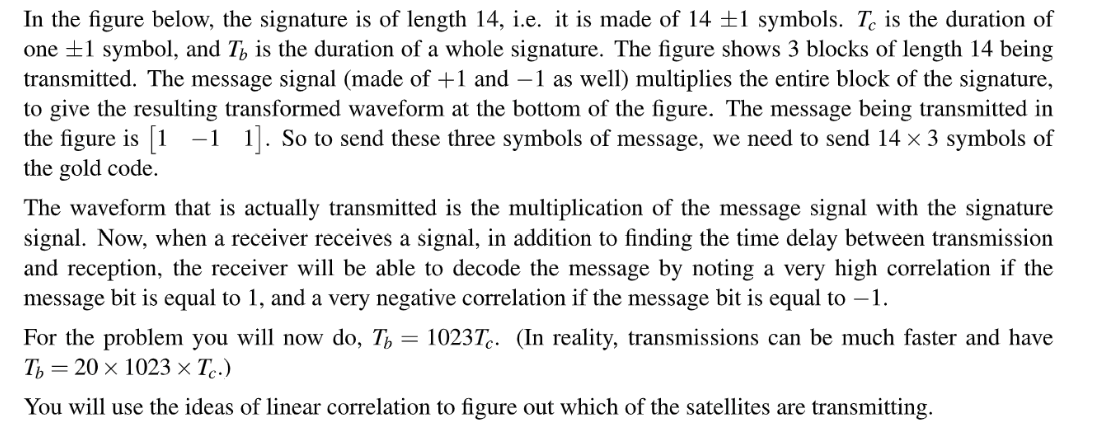 In the figure below, the signature is of length 14, i.e. it is made of 14 ±1 symbols. T_c is the duration of
one ±1 symbol, and T_b is the duration of a whole signature. The figure shows 3 blocks of length 14 being
transmitted. The message signal (made of +1 and −1 as well) multiplies the entire block of the signature,
to give the resulting transformed waveform at the bottom of the figure. The message being transmitted in
the figure is [1 −1 1]. So to send these three symbols of message, we need to send 14 × 3 symbols of
the gold code.
The waveform that is actually transmitted is the multiplication of the message signal with the signature
signal. Now, when a receiver receives a signal, in addition to finding the time delay between transmission
and reception, the receiver will be able to decode the message by noting a very high correlation if the
message bit is equal to 1, and a very negative correlation if the message bit is equal to −1.
For the problem you will now do, T_b = 1023T_c. (In reality, transmissions can be much faster and have
T_b = 20 × 1023 × T_c.)
You will use the ideas of linear correlation to figure out which of the satellites are transmitting.